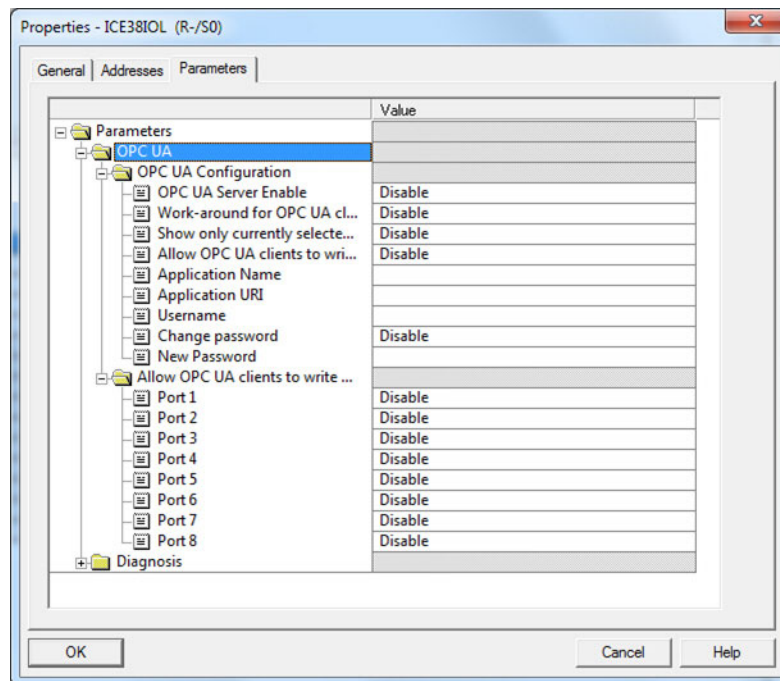 Properties - ICE38IOL (R-/S0)
General Addresses Parameters
Value
Parameters
OPC UA
OPC UA Configuration
OPC UA Server Enable Disable
Work-around for OPC UA cl... Disable
Show only currently selecte... Disable
Allow OPC UA clients to wri... Disable
Application Name
Application URI
Username
Change password Disable
New Password
Allow OPC UA clients to write ...
Port 1 Disable
Port 2 Disable
Port 3 Disable
Port 4 Disable
Port 5 Disable
Port 6 Disable
Port 7 Disable
Port 8 Disable
Diagnosis
OK Cancel Help